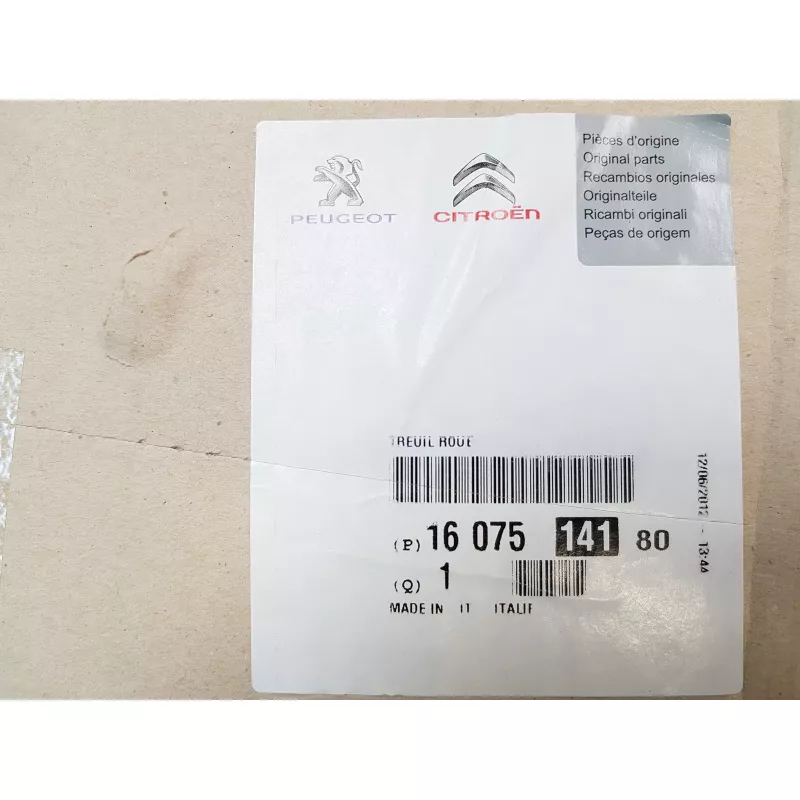 PEUGEOT
CITROËN
Pièces d'origine
Original parts
Recambios originales
Originalteile
Ricambi originali
Peças de origem
TREUIL ROUE
(P) 16 075 141 80
(Q) 1
MADE IN IT ITALIE
12/06/2012 - 13:44